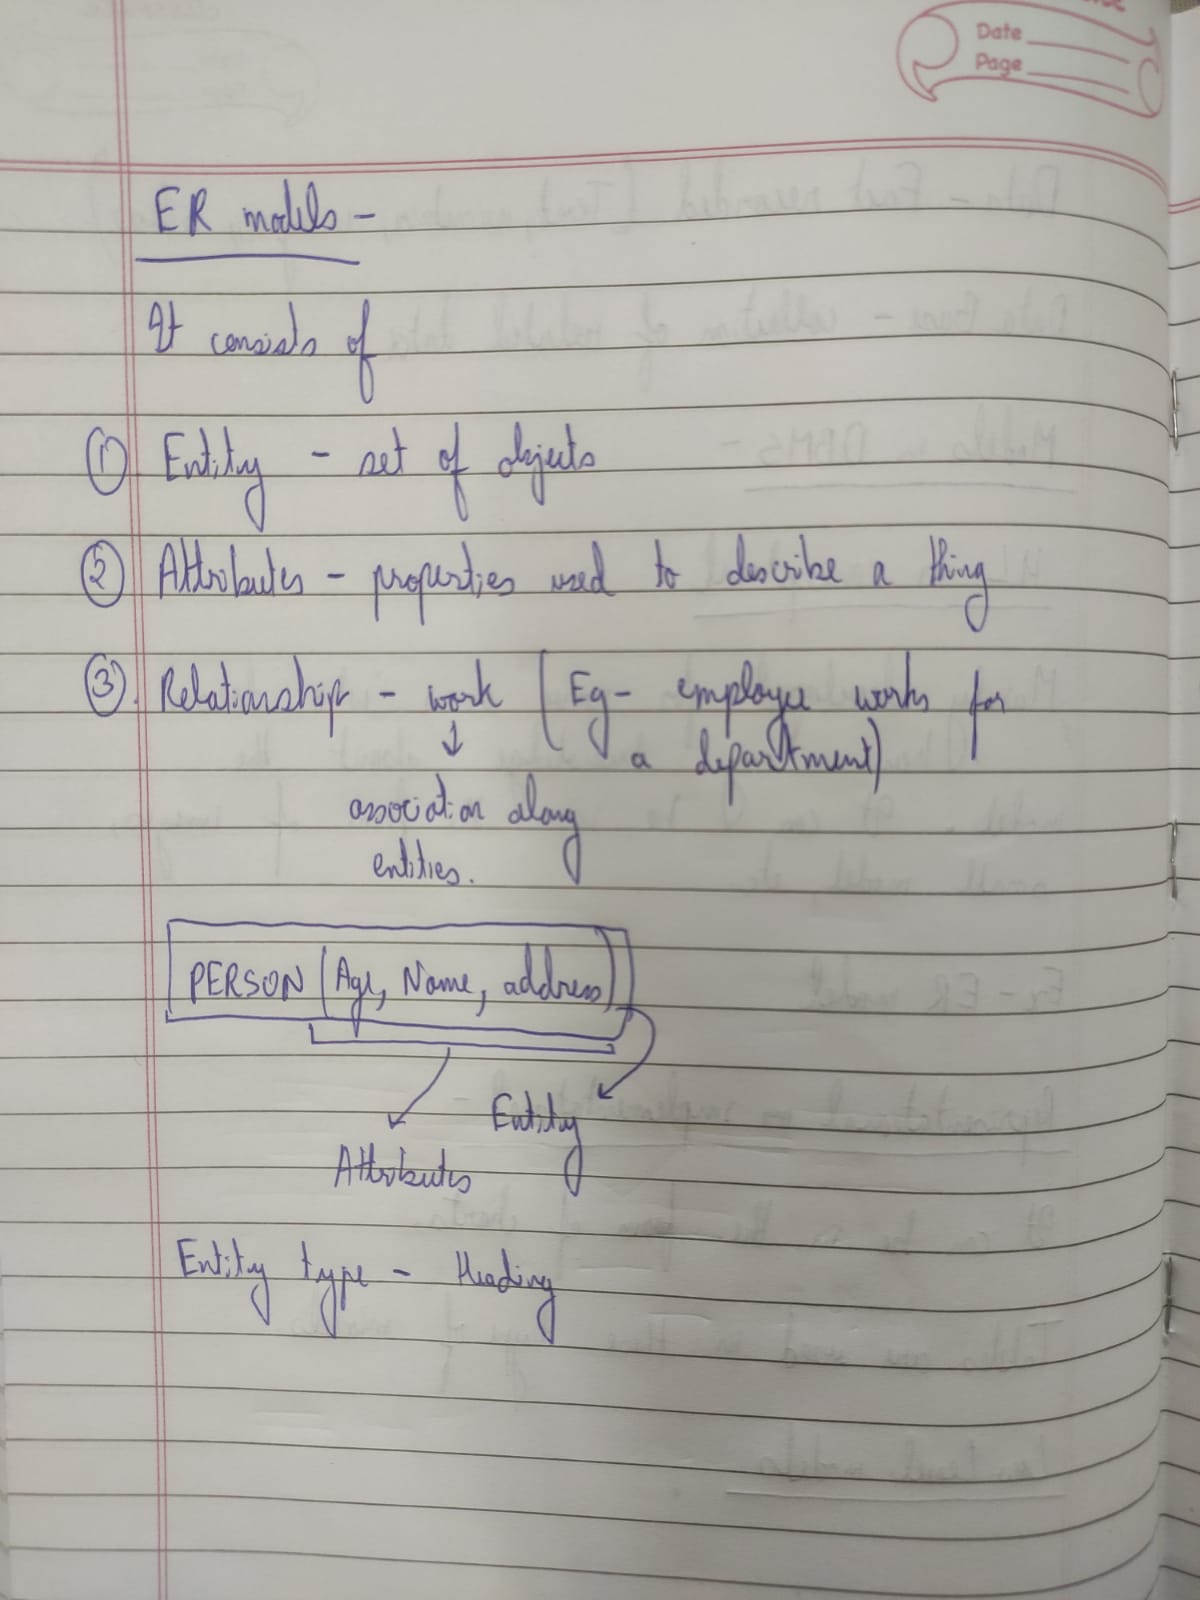 Date
Page
ER models -
It consists of
① Entity - set of objects
② Attributes - properties used to describe a thing
③. Relationship - work (Eg- employee works for
a department)
↓
association along
entities.
PERSON (Age, Name, address)
Entity
Attributes
Entity type - Heading